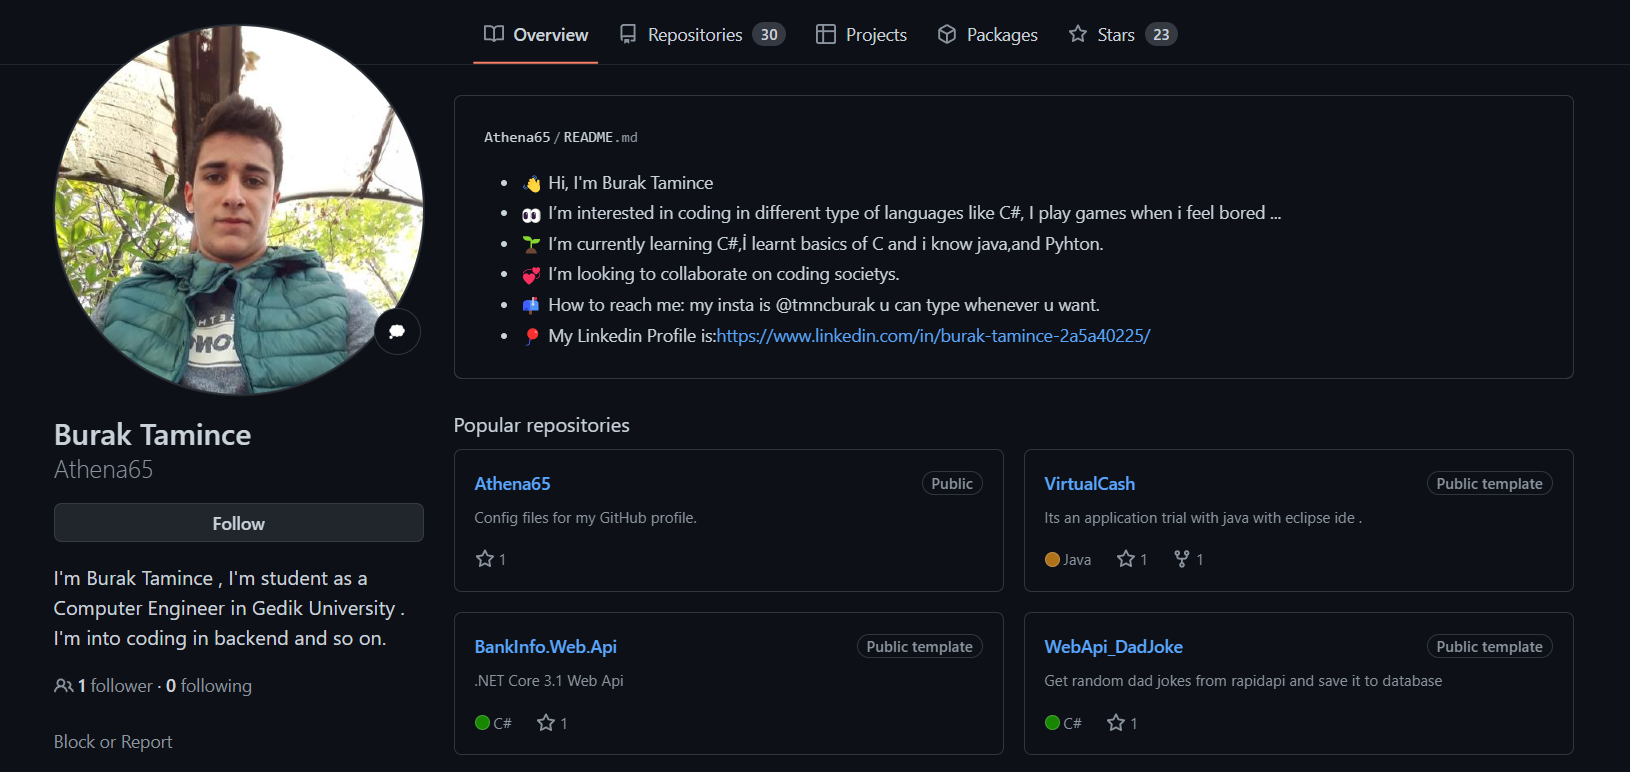 Overview
Repositories 30
Projects
Packages
Stars 23
Athena65/README.md
👋 Hi, I'm Burak Tamince
👀 I’m interested in coding in different type of languages like C#, I play games when i feel bored ...
🌱 I’m currently learning C#,İ learnt basics of C and i know java,and Pyhton.
💞️ I’m looking to collaborate on coding societys.
📫 How to reach me: my insta is @tmncburak u can type whenever u want.
🎈 My Linkedin Profile is:https://www.linkedin.com/in/burak-tamince-2a5a40225/
Burak Tamince
Athena65
Follow
I'm Burak Tamince , I'm student as a
Computer Engineer in Gedik University .
I'm into coding in backend and so on.
1 follower · 0 following
Block or Report
Popular repositories
Athena65 Public
Config files for my GitHub profile.
1
VirtualCash Public template
Its an application trial with java with eclipse ide .
Java 1 1
BankInfo.Web.Api Public template
.NET Core 3.1 Web Api
C# 1
WebApi_DadJoke Public template
Get random dad jokes from rapidapi and save it to database
C# 1